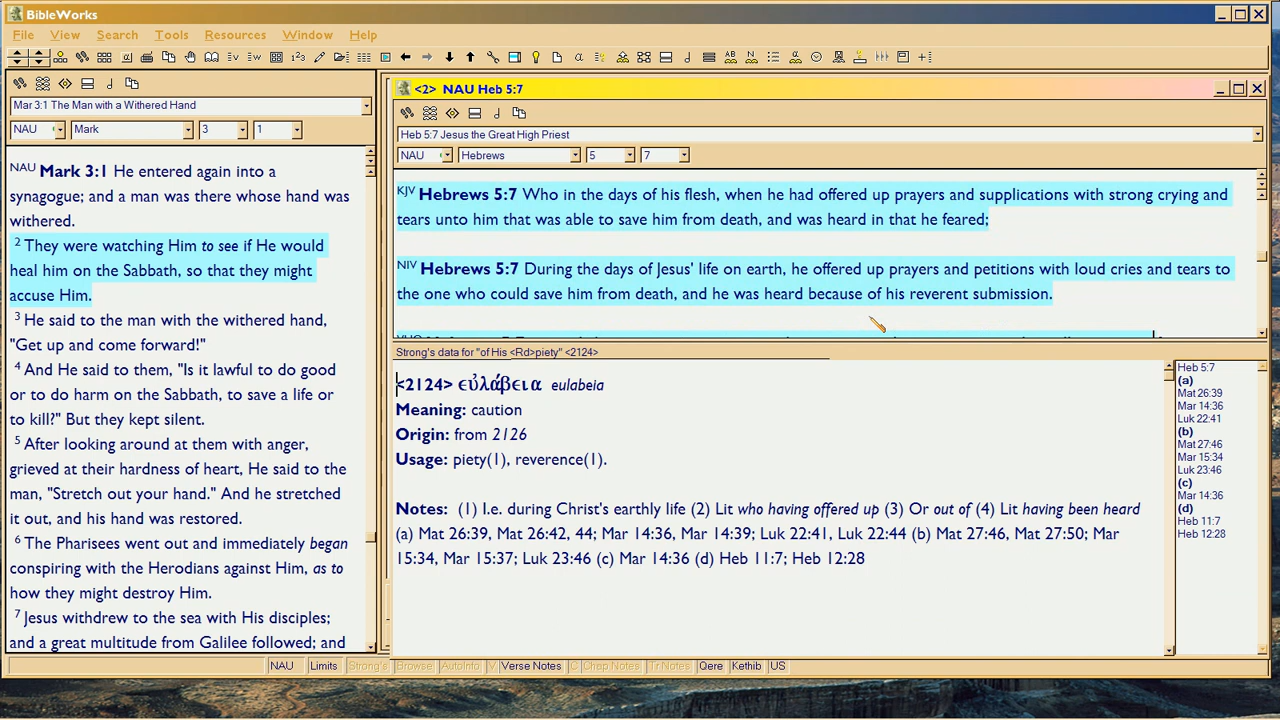 BibleWorks
File View Search Tools Resources Window Help
Mar 3:1 The Man with a Withered Hand
NAU Mark 3 1
NAU Mark 3:1 He entered again into a
synagogue; and a man was there whose hand was
withered.
2 They were watching Him to see if He would
heal him on the Sabbath, so that they might
accuse Him.
3 He said to the man with the withered hand,
"Get up and come forward!"
4 And He said to them, "Is it lawful to do good
or to do harm on the Sabbath, to save a life or
to kill?" But they kept silent.
5 After looking around at them with anger,
grieved at their hardness of heart, He said to the
man, "Stretch out your hand." And he stretched
it out, and his hand was restored.
6 The Pharisees went out and immediately began
conspiring with the Herodians against Him, as to
how they might destroy Him.
7 Jesus withdrew to the sea with His disciples;
and a great multitude from Galilee followed; and
<2> NAU Heb 5:7
Heb 5:7 Jesus the Great High Priest
NAU Hebrews 5 7
KJV Hebrews 5:7 Who in the days of his flesh, when he had offered up prayers and supplications with strong crying and
tears unto him that was able to save him from death, and was heard in that he feared;
NIV Hebrews 5:7 During the days of Jesus' life on earth, he offered up prayers and petitions with loud cries and tears to
the one who could save him from death, and he was heard because of his reverent submission.
Strong's data for "of His <Rd>piety" <2124>
<2124> εὐλάβεια eulabeia
Meaning: caution
Origin: from 2126
Usage: piety(1), reverence(1).
Notes: (1) I.e. during Christ's earthly life (2) Lit who having offered up (3) Or out of (4) Lit having been heard
(a) Mat 26:39, Mat 26:42, 44; Mar 14:36, Mar 14:39; Luk 22:41, Luk 22:44 (b) Mat 27:46, Mat 27:50; Mar
15:34, Mar 15:37; Luk 23:46 (c) Mar 14:36 (d) Heb 11:7; Heb 12:28
Heb 5:7
(a)
Mat 26:39
Mar 14:36
Luk 22:41
(b)
Mat 27:46
Mar 15:34
Luk 23:46
(c)
Mar 14:36
(d)
Heb 11:7
Heb 12:28
NAU Limits Strong's Browse AutoInfo V Verse Notes C Chap Notes Tr Notes Qere Kethib US